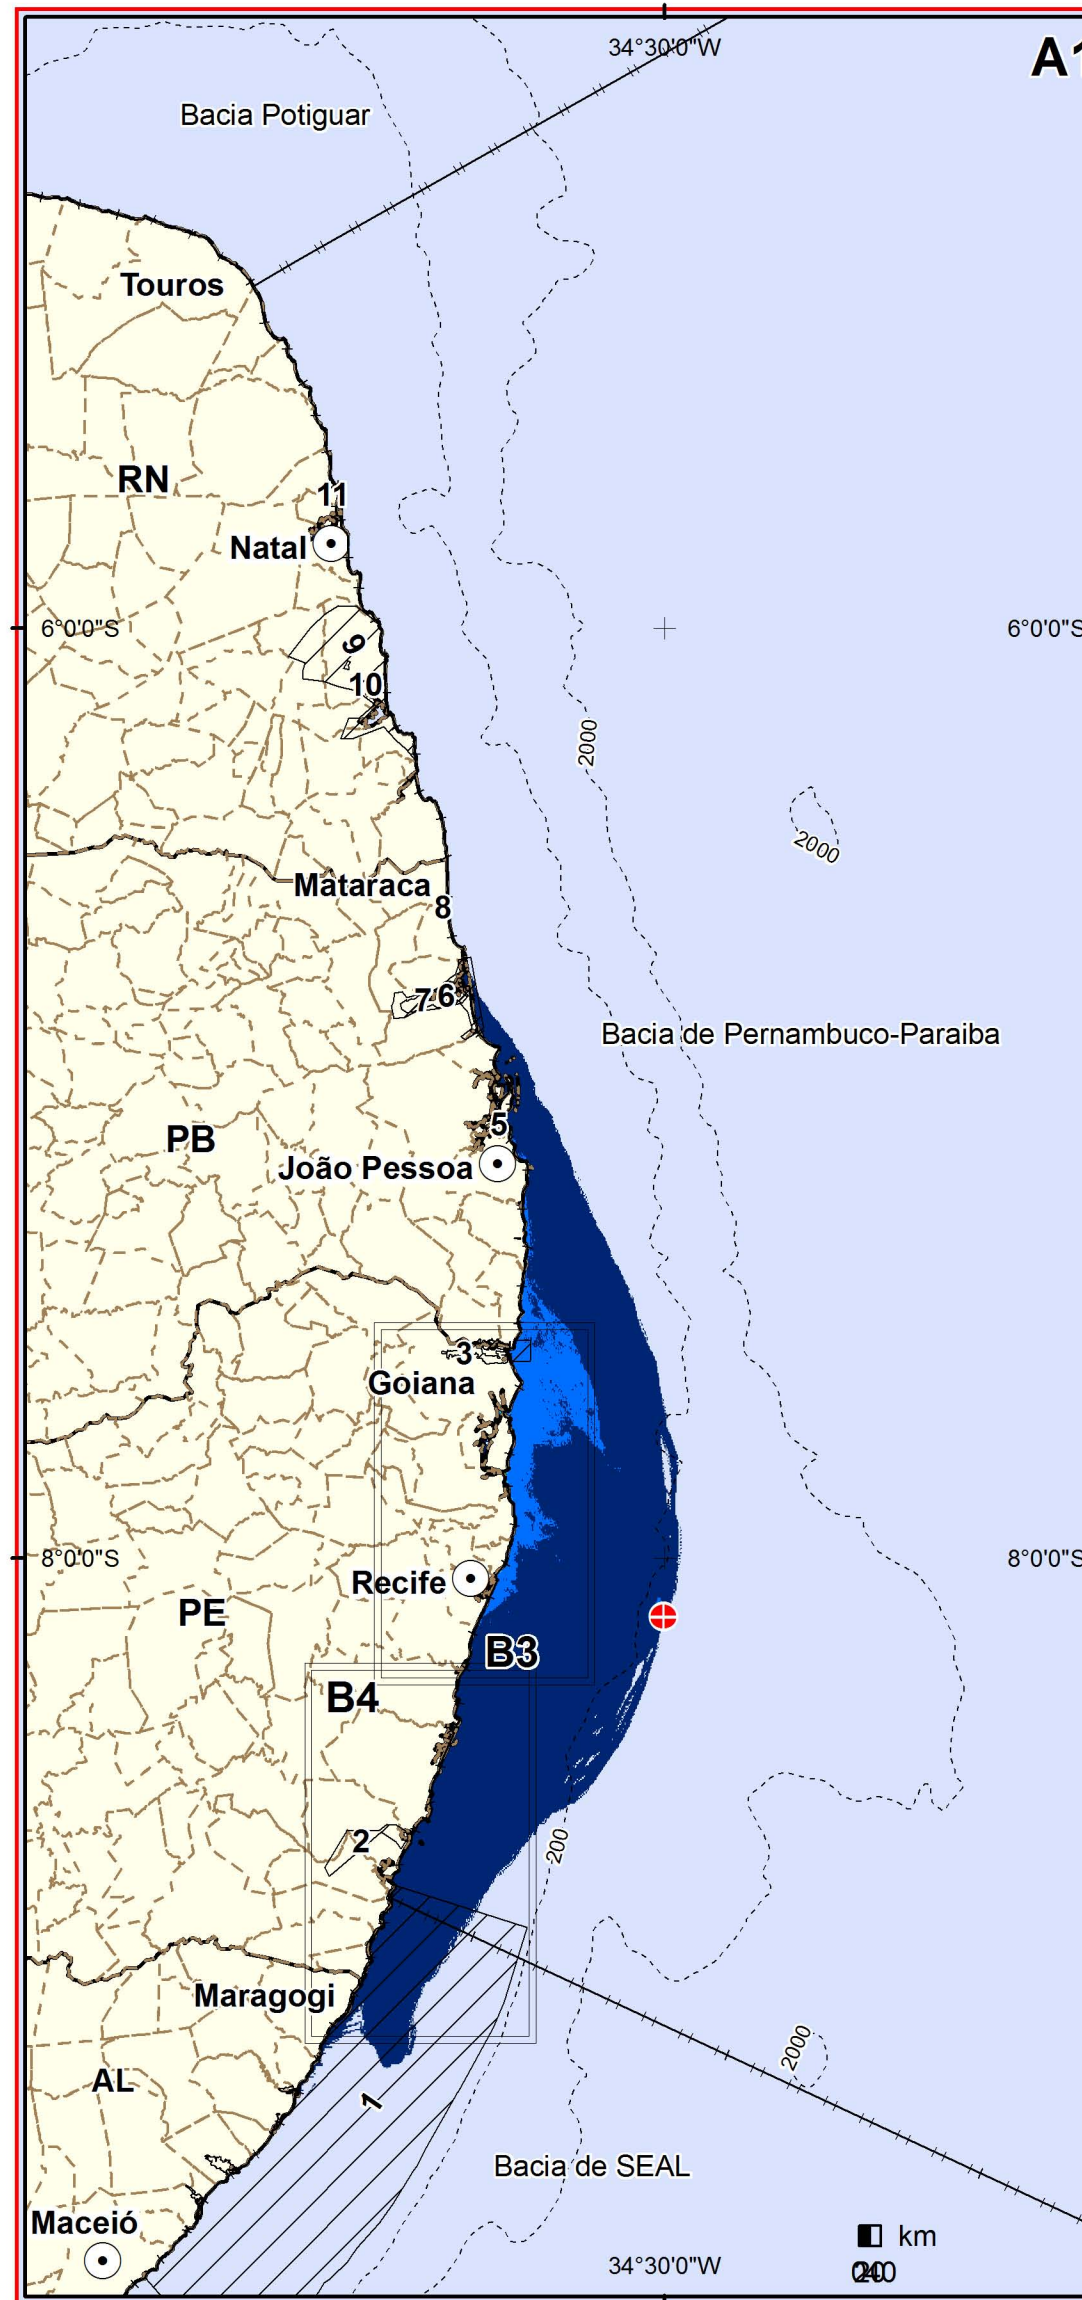 34°30'0"W
A1
Bacia Potiguar
Touros
RN
11
Natal
6°0'0"S
6°0'0"S
9
10
2000
2000
Mataraca
8
7
6
Bacia de Pernambuco-Paraiba
5
PB
João Pessoa
3
Goiana
8°0'0"S
8°0'0"S
Recife
PE
B3
B4
2
200
Maragogi
2000
AL
1
Bacia de SEAL
Maceió
km
34°30'0"W